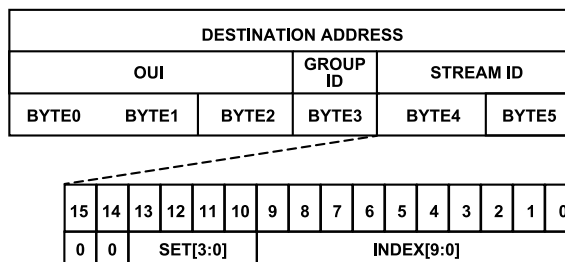 DESTINATION ADDRESS
OUI GROUP ID STREAM ID
BYTE0 BYTE1 BYTE2 BYTE3 BYTE4 BYTE5
15 14 13 12 11 10 9 8 7 6 5 4 3 2 1 0
0 0 SET[3:0] INDEX[9:0]